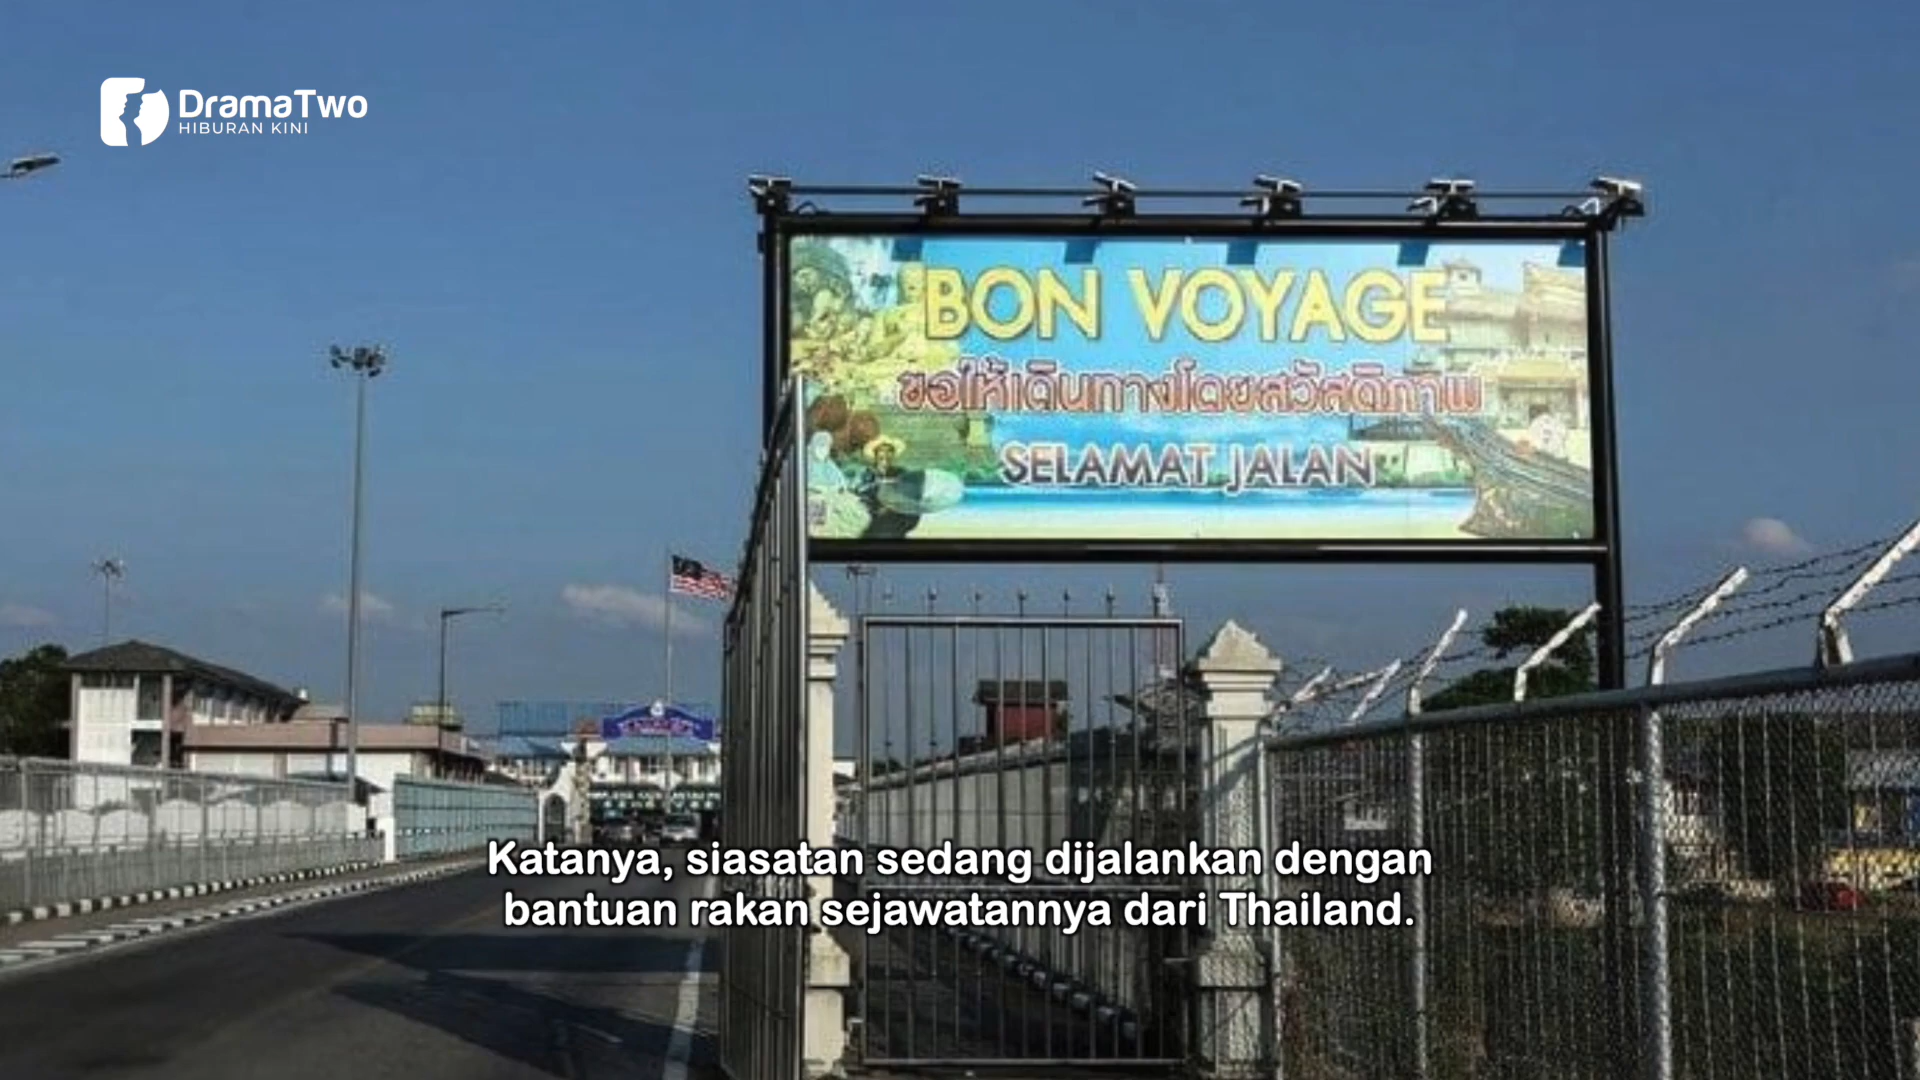 DramaTwo
HIBURAN KINI
BON VOYAGE
ขอให้เดินทางโดยสวัสดิภาพ
SELAMAT JALAN
Katanya, siasatan sedang dijalankan dengan
bantuan rakan sejawatannya dari Thailand.